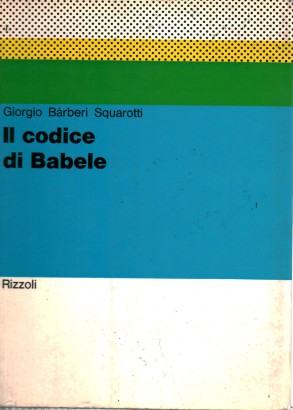 Giorgio Bàrberi Squarotti
Il codice
di Babele
Rizzoli